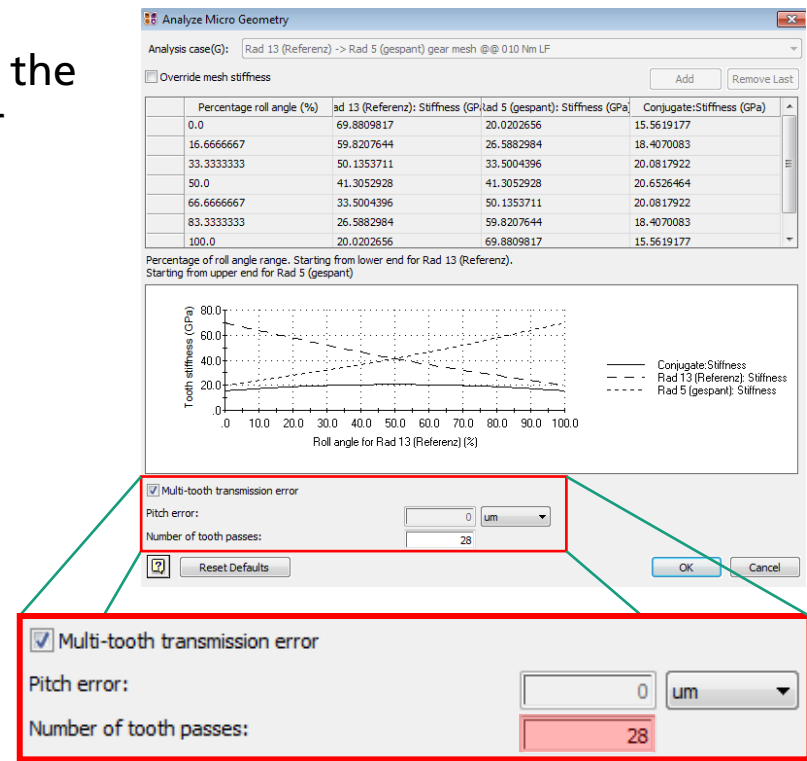 the
Analyze Micro Geometry
Analysis case(G): Rad 13 (Referenz) -> Rad 5 (gespant) gear mesh @@ 010 Nm LF
Override mesh stiffness Add Remove Last
Percentage roll angle (%) ad 13 (Referenz): Stiffness (GP Rad 5 (gespant): Stiffness (GPa) Conjugate:Stiffness (GPa)
0.0 69.8809817 20.0202656 15.5619177
16.6666667 59.8207644 26.5882984 18.4070083
33.3333333 50.1353711 33.5004396 20.0817922
50.0 41.3052928 41.3052928 20.6526464
66.6666667 33.5004396 50.1353711 20.0817922
83.3333333 26.5882984 59.8207644 18.4070083
100.0 20.0202656 69.8809817 15.5619177
Percentage of roll angle range. Starting from lower end for Rad 13 (Referenz).
Starting from upper end for Rad 5 (gespant)
Tooth stiffness (GPa)
80.0
60.0
40.0
20.0
.0
.0 10.0 20.0 30.0 40.0 50.0 60.0 70.0 80.0 90.0 100.0
Roll angle for Rad 13 (Referenz) (%)
Conjugate:Stiffness
Rad 13 (Referenz): Stiffness
Rad 5 (gespant): Stiffness
Multi-tooth transmission error
Pitch error: 0 um
Number of tooth passes: 28
? Reset Defaults OK Cancel
Multi-tooth transmission error
Pitch error: 0 um
Number of tooth passes: 28